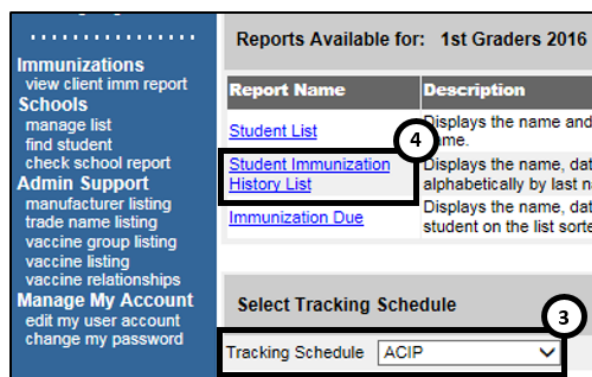 Immunizations
view client imm report
Schools
manage list
find student
check school report
Admin Support
manufacturer listing
trade name listing
vaccine group listing
vaccine listing
vaccine relationships
Manage My Account
edit my user account
change my password
Reports Available for: 1st Graders 2016
Report Name Description
Student List Displays the name and
name.
4
Student Immunization Displays the name, dat
History List alphabetically by last n
Immunization Due Displays the name, dat
student on the list sorte
Select Tracking Schedule
3
Tracking Schedule ACIP